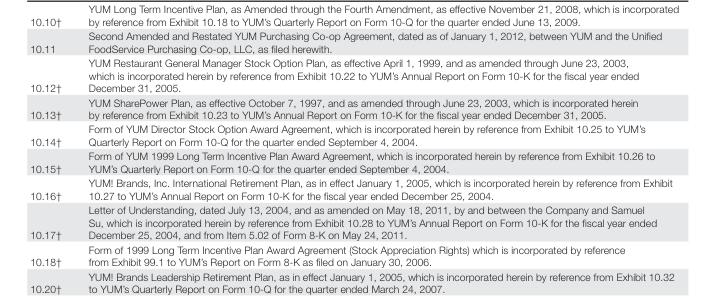 YUM Long Term Incentive Plan, as Amended through the Fourth Amendment, as effective November 21, 2008, which is incorporated
10.10† by reference from Exhibit 10.18 to YUM's Quarterly Report on Form 10-Q for the quarter ended June 13, 2009.
Second Amended and Restated YUM Purchasing Co-op Agreement, dated as of January 1, 2012, between YUM and the Unified
10.11 FoodService Purchasing Co-op, LLC, as filed herewith.
YUM Restaurant General Manager Stock Option Plan, as effective April 1, 1999, and as amended through June 23, 2003,
which is incorporated herein by reference from Exhibit 10.22 to YUM's Annual Report on Form 10-K for the fiscal year ended
10.12† December 31, 2005.
YUM SharePower Plan, as effective October 7, 1997, and as amended through June 23, 2003, which is incorporated herein
10.13† by reference from Exhibit 10.23 to YUM's Annual Report on Form 10-K for the fiscal year ended December 31, 2005.
Form of YUM Director Stock Option Award Agreement, which is incorporated herein by reference from Exhibit 10.25 to YUM's
10.14† Quarterly Report on Form 10-Q for the quarter ended September 4, 2004.
Form of YUM 1999 Long Term Incentive Plan Award Agreement, which is incorporated herein by reference from Exhibit 10.26 to
10.15† YUM's Quarterly Report on Form 10-Q for the quarter ended September 4, 2004.
YUM! Brands, Inc. International Retirement Plan, as in effect January 1, 2005, which is incorporated herein by reference from Exhibit
10.16† 10.27 to YUM's Annual Report on Form 10-K for the fiscal year ended December 25, 2004.
Letter of Understanding, dated July 13, 2004, and as amended on May 18, 2011, by and between the Company and Samuel
Su, which is incorporated herein by reference from Exhibit 10.28 to YUM's Annual Report on Form 10-K for the fiscal year ended
10.17† December 25, 2004, and from Item 5.02 of Form 8-K on May 24, 2011.
Form of 1999 Long Term Incentive Plan Award Agreement (Stock Appreciation Rights) which is incorporated by reference
10.18† from Exhibit 99.1 to YUM's Report on Form 8-K as filed on January 30, 2006.
YUM! Brands Leadership Retirement Plan, as in effect January 1, 2005, which is incorporated herein by reference from Exhibit 10.32
10.20† to YUM's Quarterly Report on Form 10-Q for the quarter ended March 24, 2007.